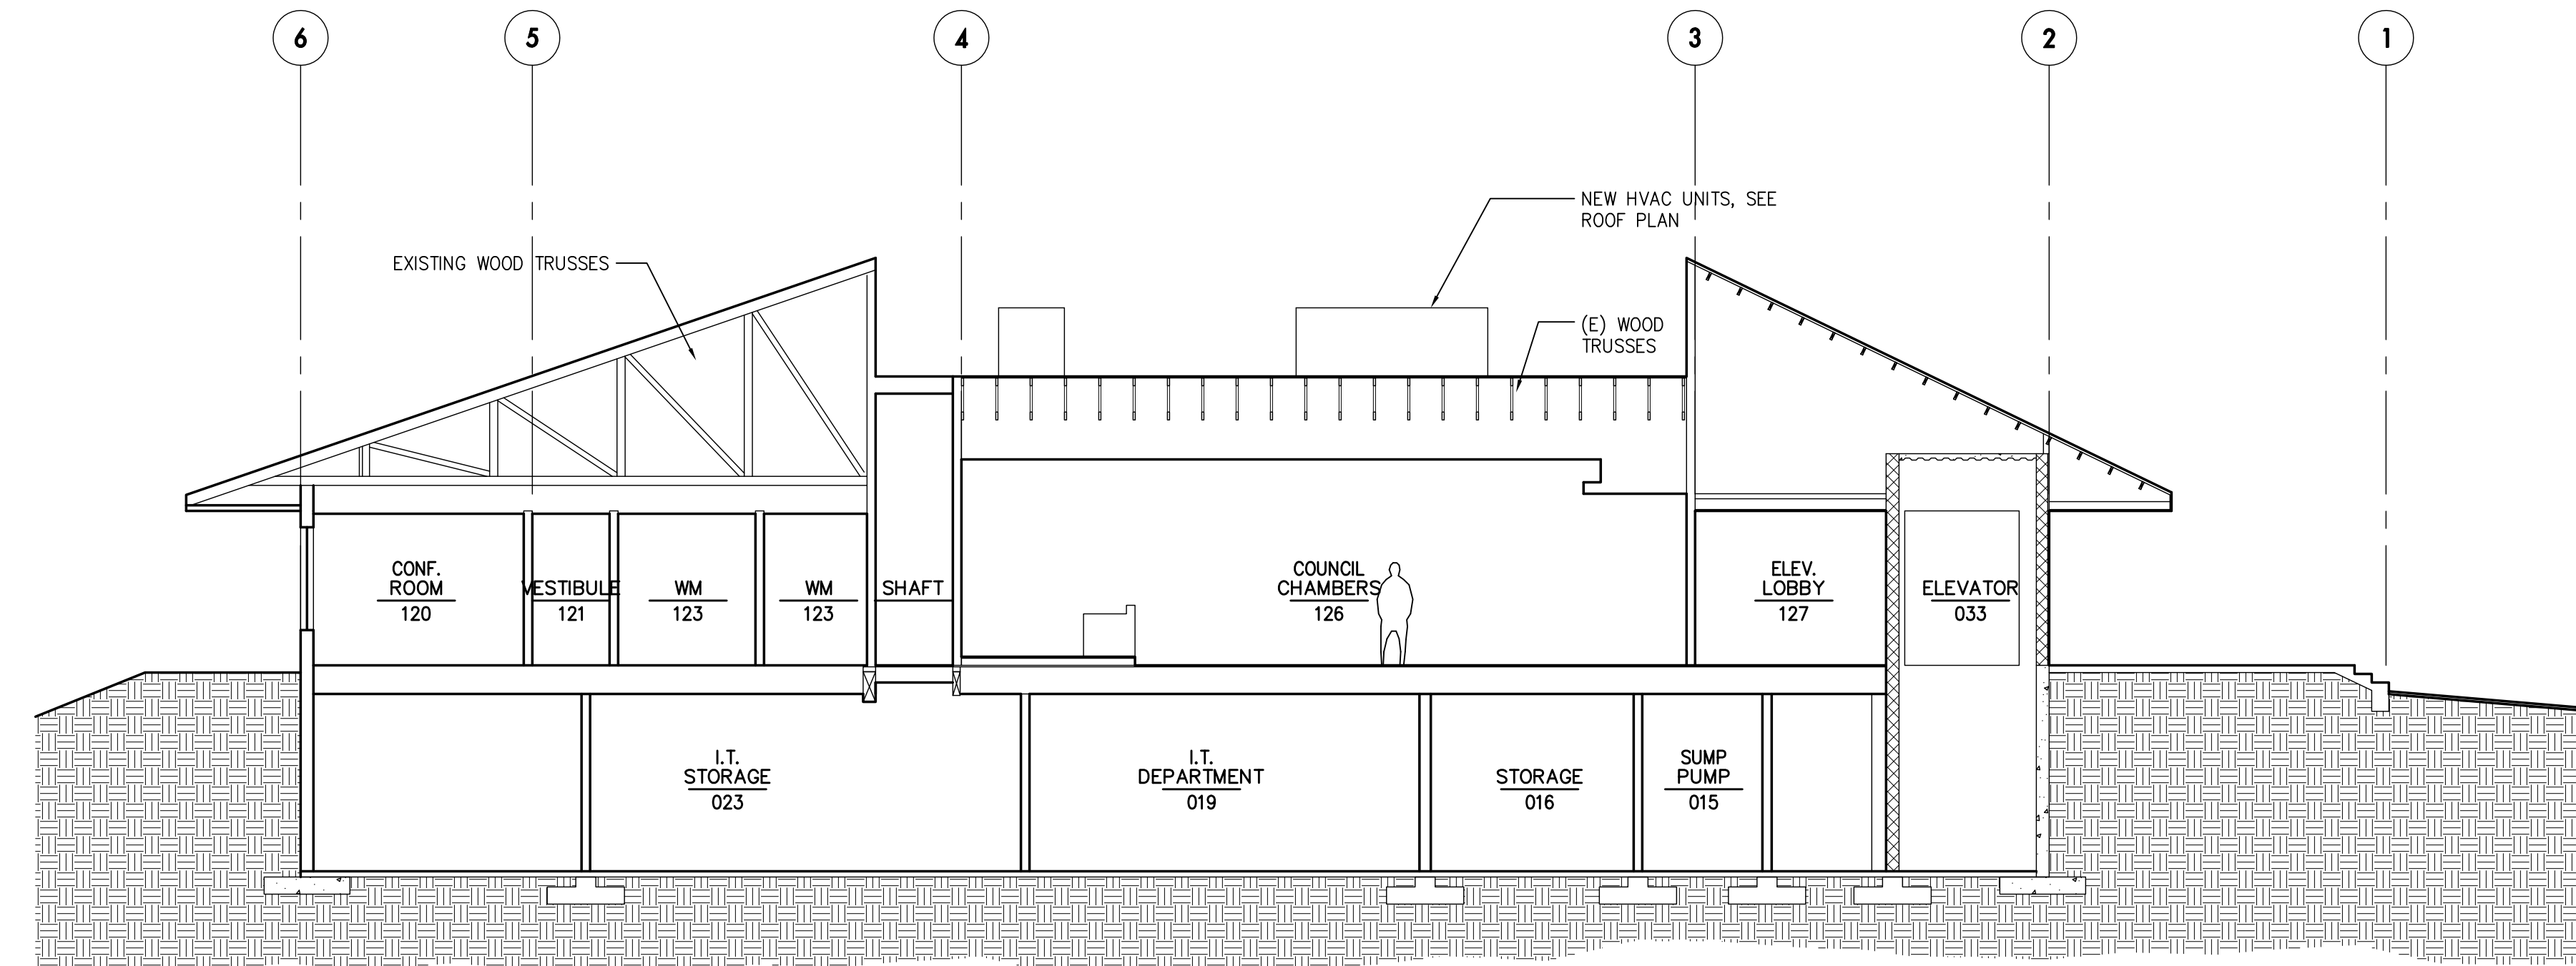 6
5
4
3
2
1
NEW HVAC UNITS, SEE
ROOF PLAN
EXISTING WOOD TRUSSES
(E) WOOD
TRUSSES
CONF.
ROOM
120
VESTIBULE
121
WM
123
WM
123
SHAFT
COUNCIL
CHAMBERS
126
ELEV.
LOBBY
127
ELEVATOR
033
I.T.
STORAGE
023
I.T.
DEPARTMENT
019
STORAGE
016
SUMP
PUMP
015